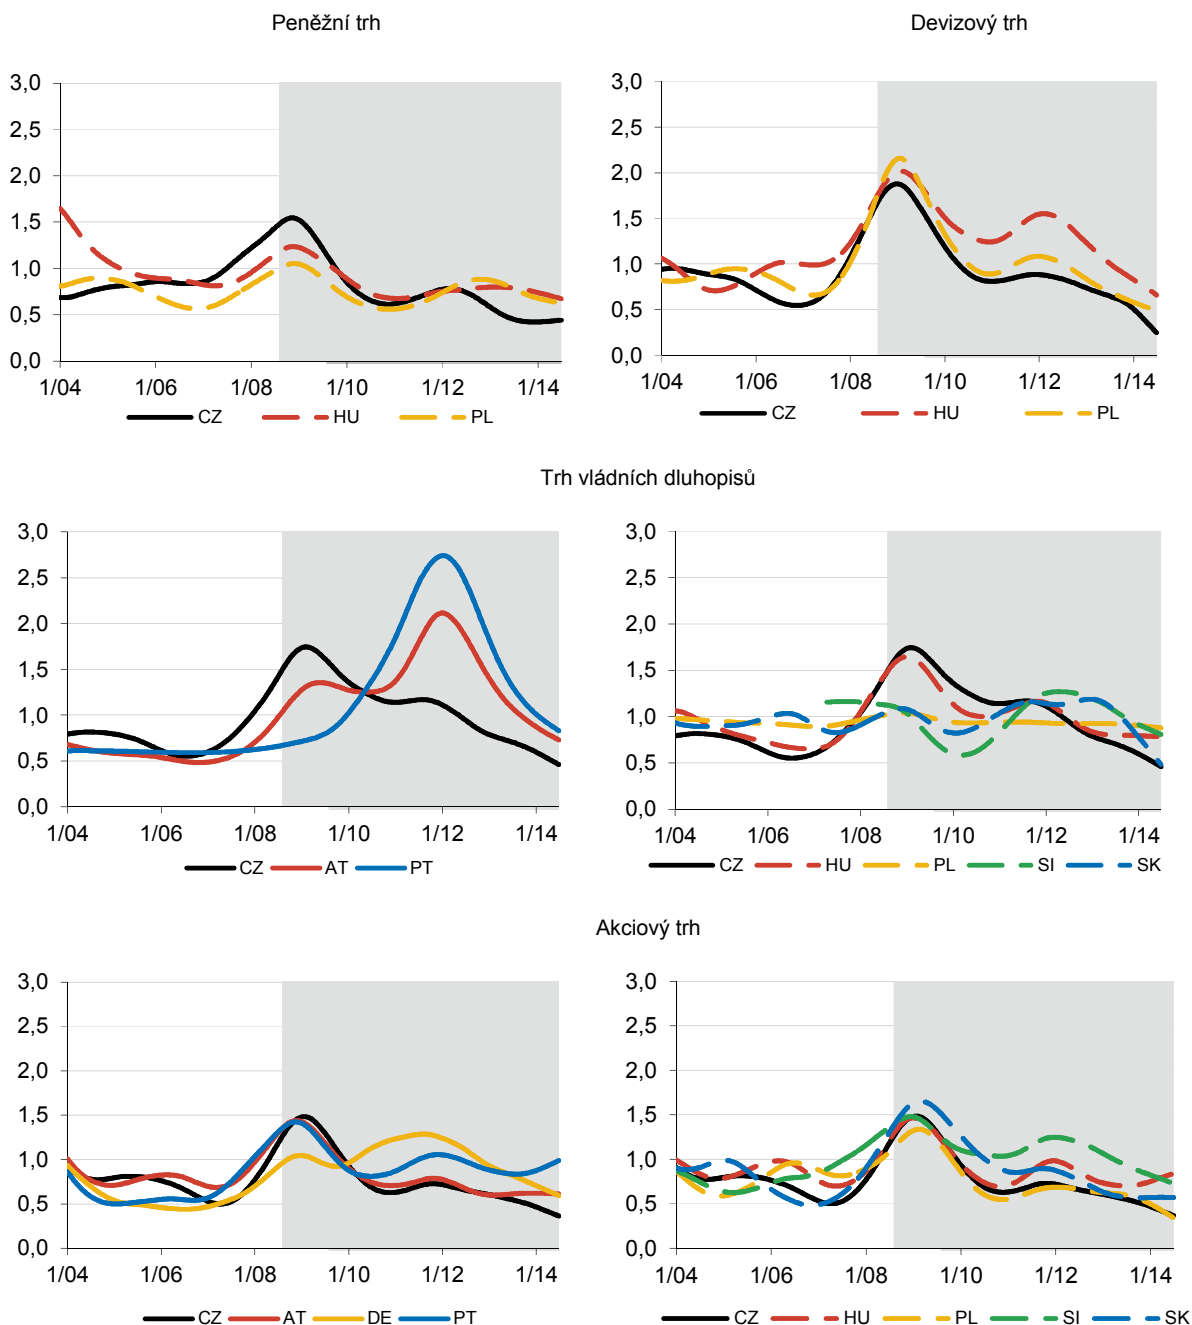 Peněžní trh
Devizový trh
3,0
2,5
2,0
1,5
1,0
0,5
0,0
1/04 1/06 1/08 1/10 1/12 1/14
CZ HU PL
3,0
2,5
2,0
1,5
1,0
0,5
0,0
1/04 1/06 1/08 1/10 1/12 1/14
CZ HU PL
Trh vládních dluhopisů
3,0
2,5
2,0
1,5
1,0
0,5
0,0
1/04 1/06 1/08 1/10 1/12 1/14
CZ AT PT
3,0
2,5
2,0
1,5
1,0
0,5
0,0
1/04 1/06 1/08 1/10 1/12 1/14
CZ HU PL SI SK
Akciový trh
3,0
2,5
2,0
1,5
1,0
0,5
0,0
1/04 1/06 1/08 1/10 1/12 1/14
CZ AT DE PT
3,0
2,5
2,0
1,5
1,0
0,5
0,0
1/04 1/06 1/08 1/10 1/12 1/14
CZ HU PL SI SK